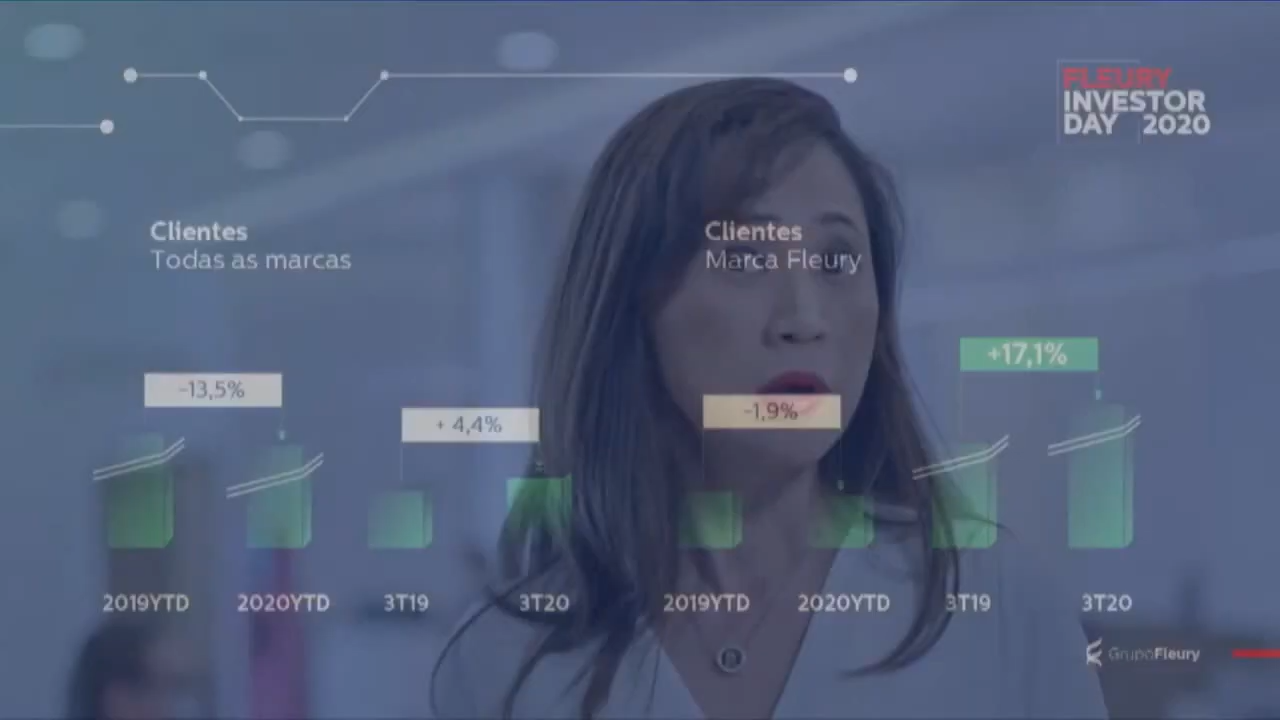 FLEURY
INVESTOR
DAY 2020
Clientes
Todas as marcas
Clientes
Marca Fleury
-13,5%
+ 4,4%
-1,9%
+17,1%
2019YTD
2020YTD
3T19
3T20
2019YTD
2020YTD
3T19
3T20
GrupoFleury